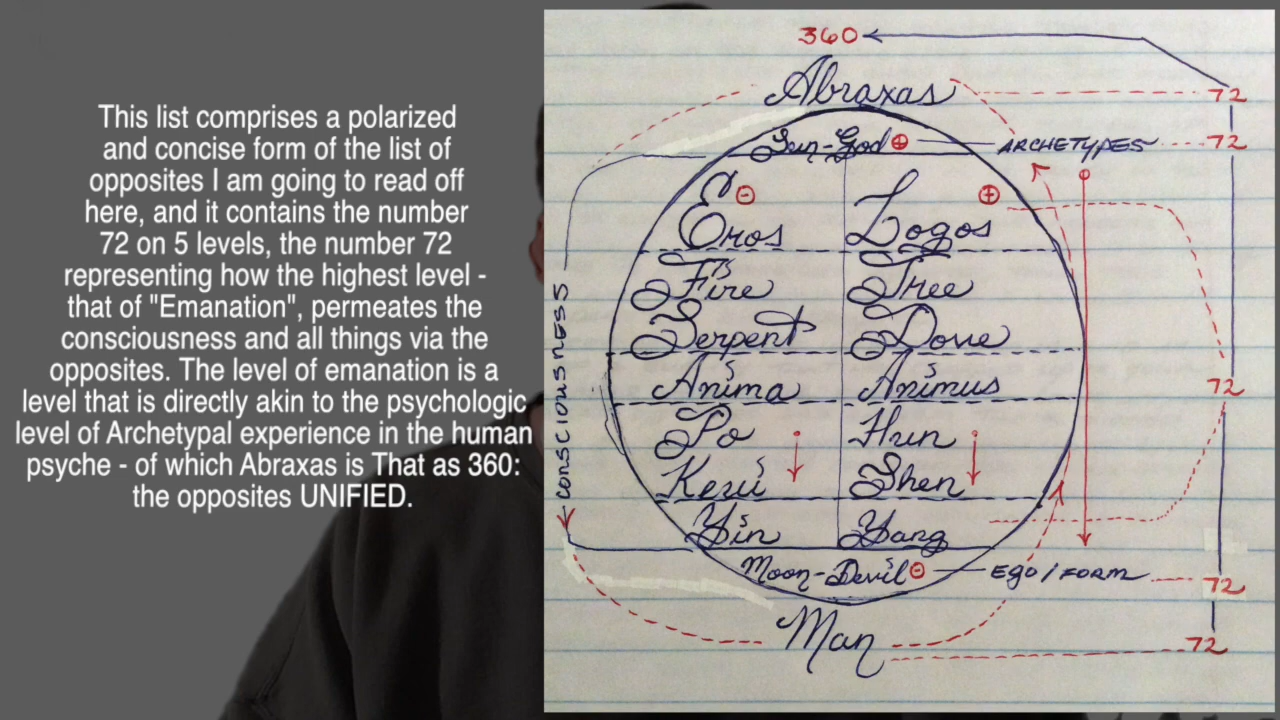 This list comprises a polarized
and concise form of the list of
opposites I am going to read off
here, and it contains the number
72 on 5 levels, the number 72
representing how the highest level -
that of "Emanation", permeates the
consciousness and all things via the
opposites. The level of emanation is a
level that is directly akin to the psychologic
level of Archetypal experience in the human
psyche - of which Abraxas is That as 360:
the opposites UNIFIED.
360
Abraxas 72
Sun-God + ARCHETYPES 72
- +
Eros Logos
Fire Tree
Serpent Dove
consciousness
Anima Animus 72
Po Hun
Kewi Shen
Yin Yang
Moon-Devil - EGO/FORM 72
Man 72